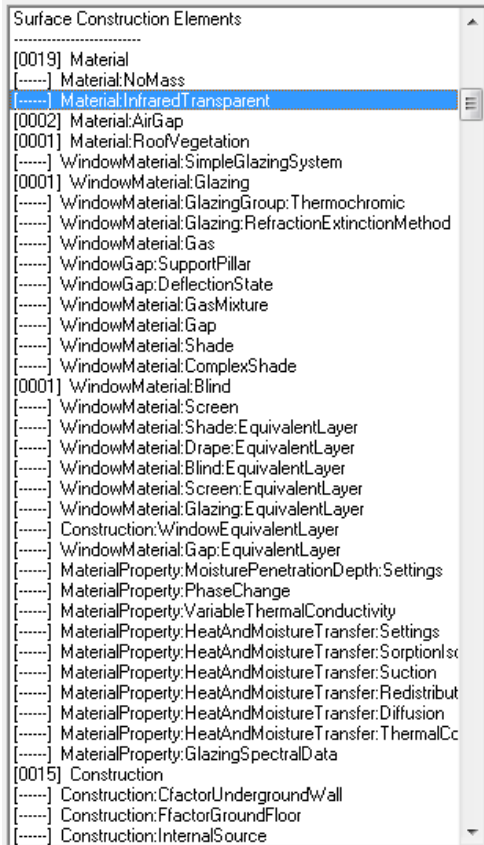 Surface Construction Elements
-------------------------
[0019] Material
[------] Material:NoMass
[------] Material:InfraredTransparent
[0002] Material:AirGap
[0001] Material:RoofVegetation
[------] WindowMaterial:SimpleGlazingSystem
[0001] WindowMaterial:Glazing
[------] WindowMaterial:GlazingGroup:Thermochromic
[------] WindowMaterial:Glazing:RefractionExtinctionMethod
[------] WindowMaterial:Gas
[------] WindowGap:SupportPillar
[------] WindowGap:DeflectionState
[------] WindowMaterial:GasMixture
[------] WindowMaterial:Gap
[------] WindowMaterial:Shade
[------] WindowMaterial:ComplexShade
[0001] WindowMaterial:Blind
[------] WindowMaterial:Screen
[------] WindowMaterial:Shade:EquivalentLayer
[------] WindowMaterial:Drape:EquivalentLayer
[------] WindowMaterial:Blind:EquivalentLayer
[------] WindowMaterial:Screen:EquivalentLayer
[------] WindowMaterial:Glazing:EquivalentLayer
[------] Construction:WindowEquivalentLayer
[------] WindowMaterial:Gap:EquivalentLayer
[------] MaterialProperty:MoisturePenetrationDepth:Settings
[------] MaterialProperty:PhaseChange
[------] MaterialProperty:VariableThermalConductivity
[------] MaterialProperty:HeatAndMoistureTransfer:Settings
[------] MaterialProperty:HeatAndMoistureTransfer:SorptionIso
[------] MaterialProperty:HeatAndMoistureTransfer:Suction
[------] MaterialProperty:HeatAndMoistureTransfer:Redistribut
[------] MaterialProperty:HeatAndMoistureTransfer:Diffusion
[------] MaterialProperty:HeatAndMoistureTransfer:ThermalCo
[------] MaterialProperty:GlazingSpectralData
[0015] Construction
[------] Construction:CfactorUndergroundWall
[------] Construction:FfactorGroundFloor
[------] Construction:InternalSource